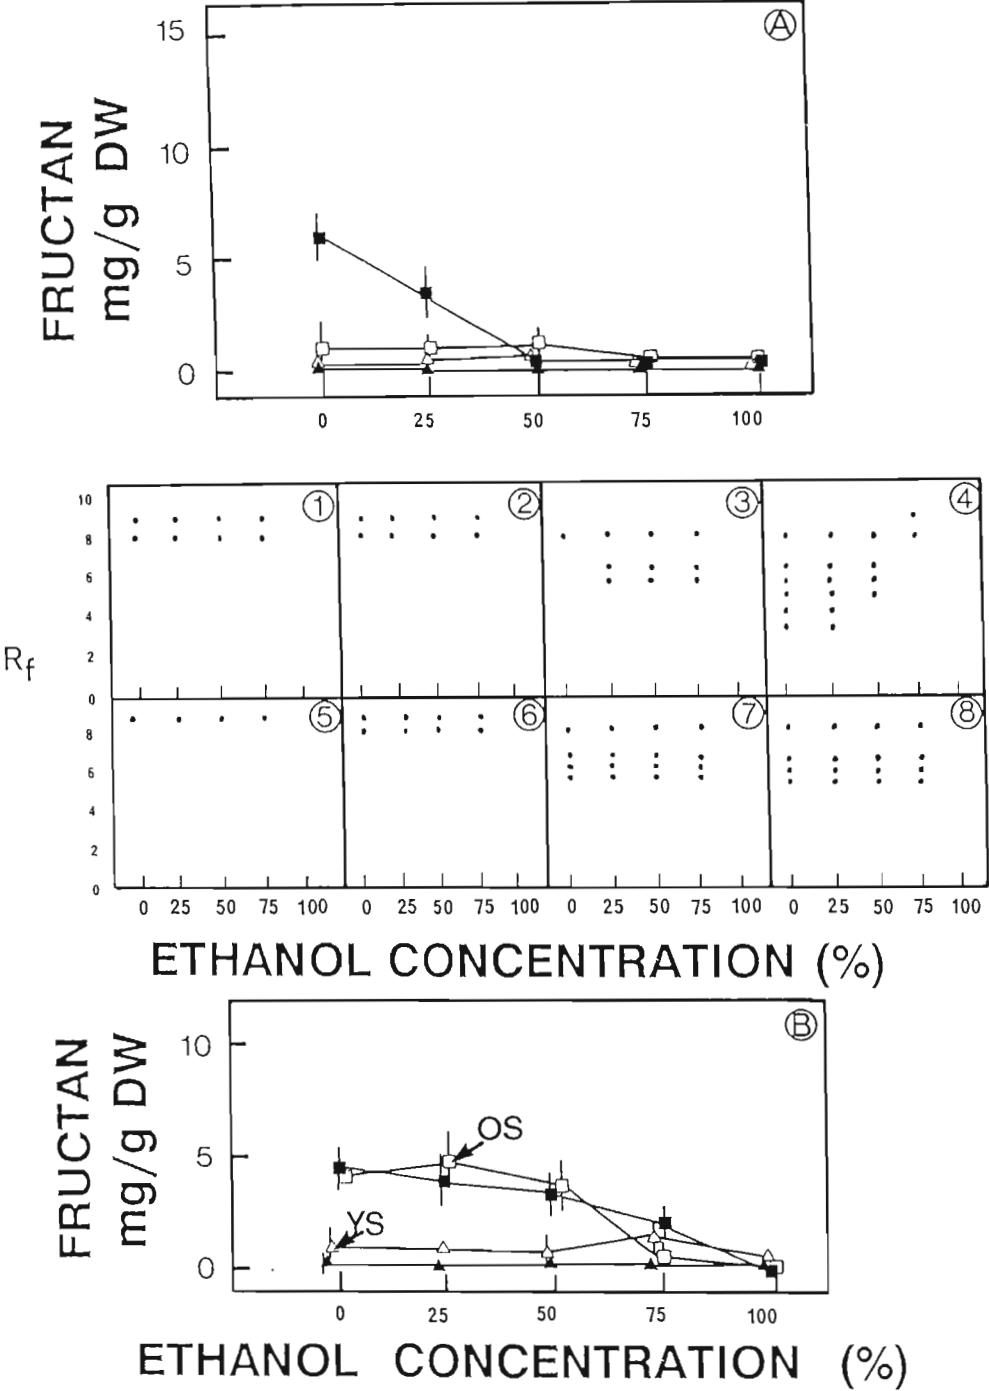 15
Ⓐ
10
5
0
FRUCTAN
mg/g DW
0 25 50 75 100
10
8
6
4
2
0
① ② ③ ④
Rf
8
6
4
2
0
⑤ ⑥ ⑦ ⑧
0 25 50 75 100 0 25 50 75 100 0 25 50 75 100 0 25 50 75 100
ETHANOL CONCENTRATION (%)
Ⓑ
10
5
0
FRUCTAN
mg/g DW
OS
YS
0 25 50 75 100
ETHANOL CONCENTRATION (%)